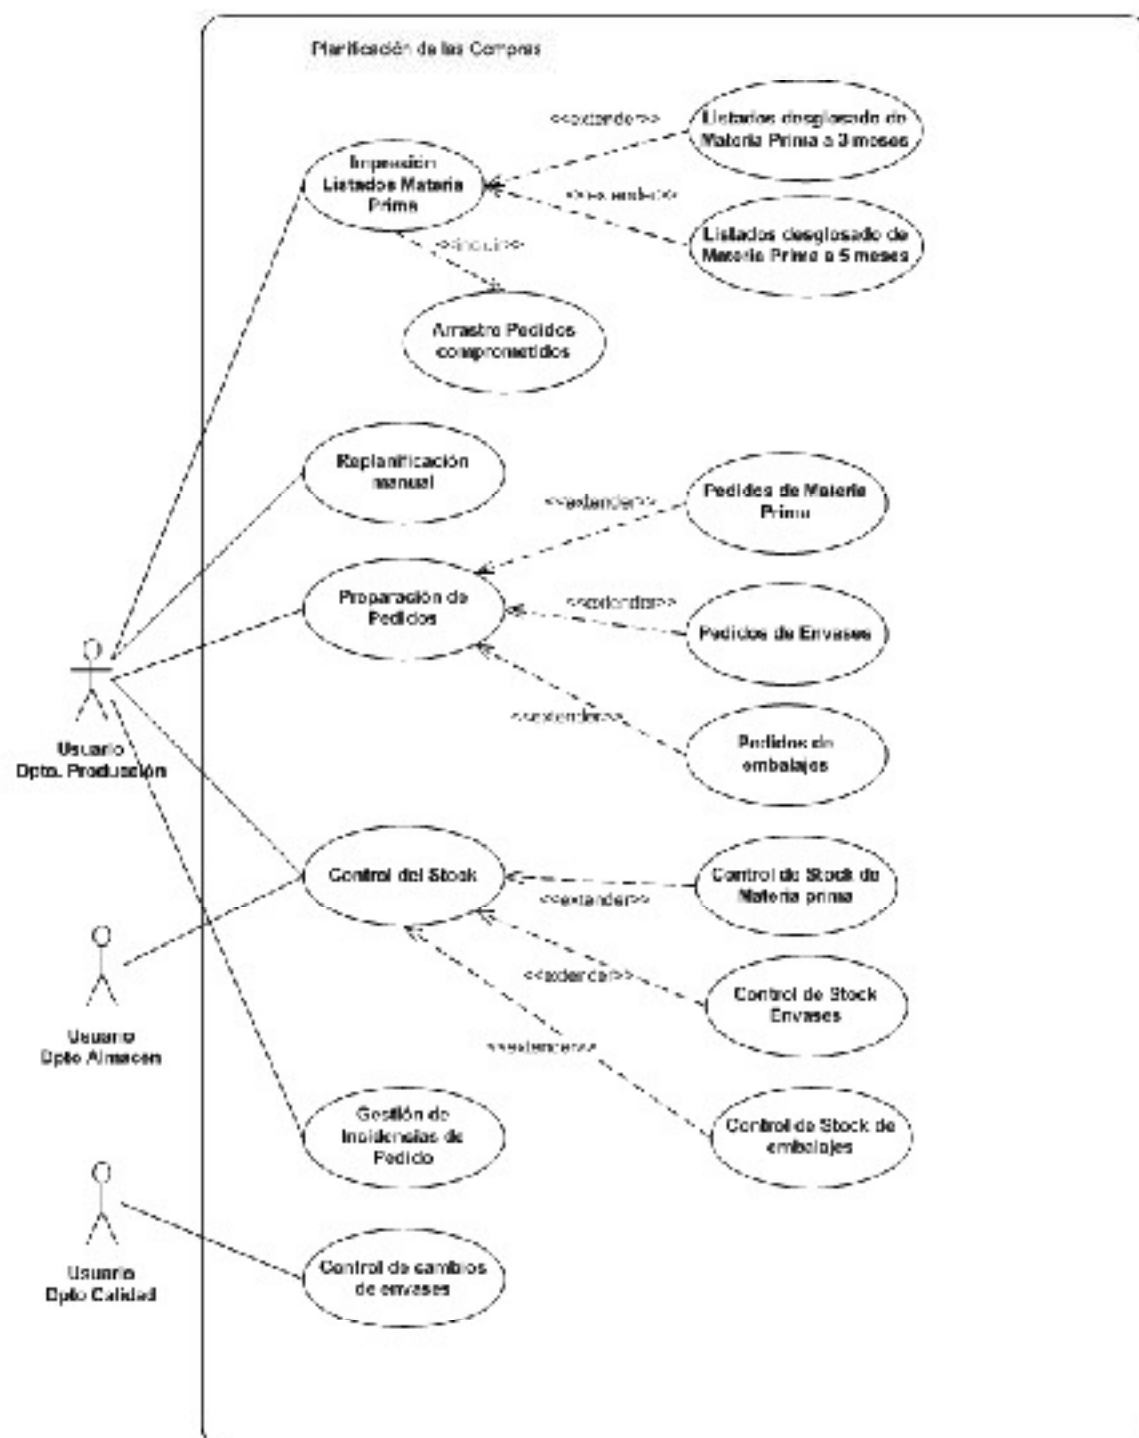 Planificación de las Compras
<<extender>>
Listados desglosado de
Materia Prima a 3 meses
Impresión
Listados Materia
Prima
<<extender>>
Listados desglosado de
Materia Prima a 5 meses
<<incluir>>
Arrastre Pedidos
comprometidos
Replanificación
manual
<<extender>>
Pedidos de Materia
Prima
Preparación de
Pedidos
<<extender>>
Pedidos de Envases
<<extender>>
Pedidos de
embalajes
Usuario
Dpto. Producción
Control del Stock
<<extender>>
Control de Stock de
Materia prima
<<extender>>
Control de Stock
Envases
Usuario
Dpto Almacen
<<extender>>
Control de Stock de
embalajes
Gestión de
Incidencias de
Pedido
Usuario
Dpto Calidad
Control de cambios
de envases